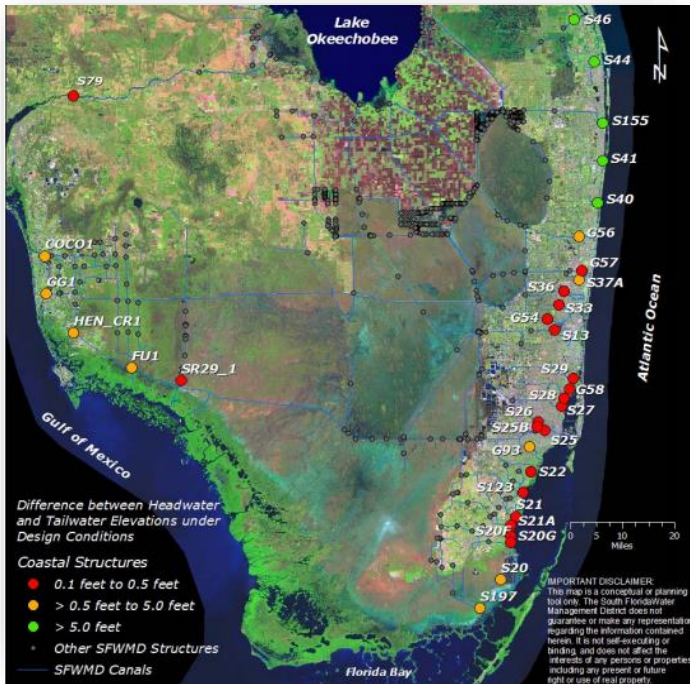 Lake
Okeechobee
N
S46
S44
S79
S155
S41
S40
G56
COCO1
G57
S37A
GG1
S36
S33
G54
S13
HEN_CR1
FU1
SR29_1
S29
G58
S28
S27
S26
S25B
S25
G93
S22
S123
S21
S21A
S20F
S20G
S20
S197
Atlantic Ocean
Gulf of Mexico
Florida Bay
Difference between Headwater
and Tailwater Elevations under
Design Conditions
Coastal Structures
0.1 feet to 0.5 feet
> 0.5 feet to 5.0 feet
> 5.0 feet
Other SFWMD Structures
SFWMD Canals
0 5 10 20
Miles
IMPORTANT DISCLAIMER:
This map is a conceptual or planning
tool only. The South FloridaWater
Management District does not
guarantee or make any representation
regarding the information contained
herein. It is not self-executing or
binding, and does not affect the
interests of any persons or properties,
including any present or future
right or use of real property.